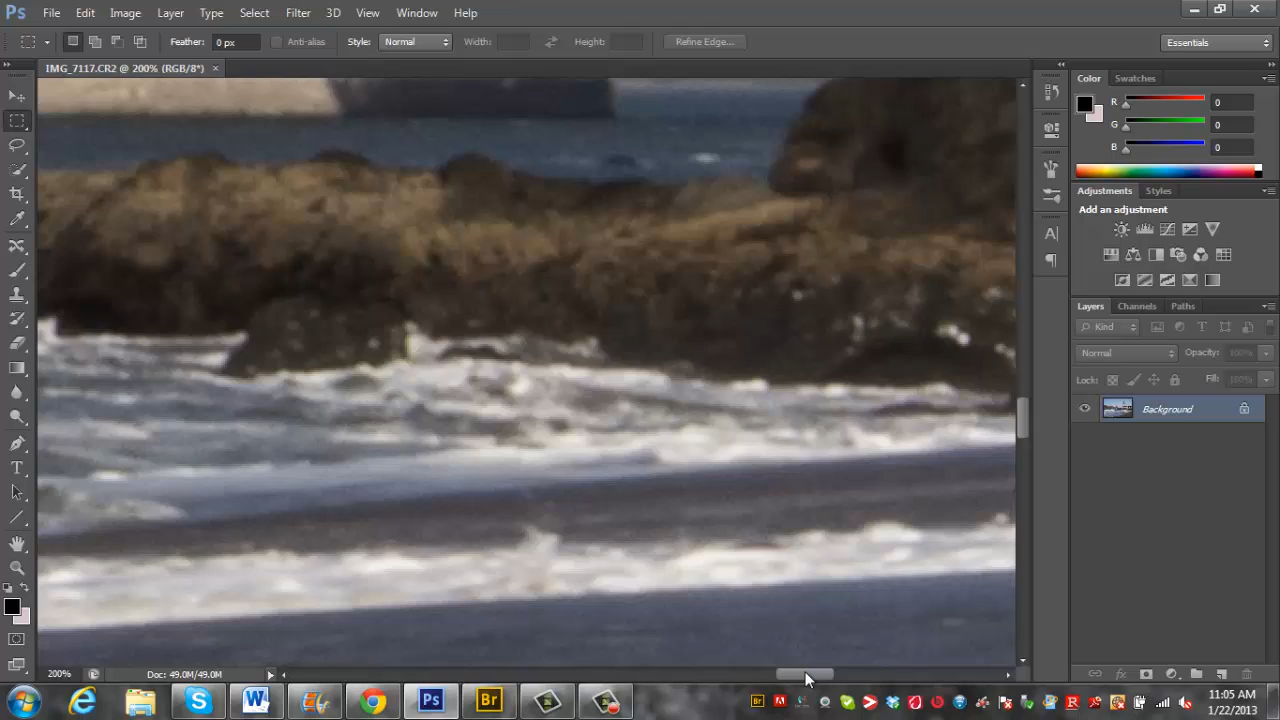 Ps File Edit Image Layer Type Select Filter 3D View Window Help
Feather: 0 px Anti-alias Style: Normal Width: Height: Refine Edge... Essentials
IMG_7117.CR2 @ 200% (RGB/8*) ×
Color Swatches
R 0
G 0
B 0
Adjustments Styles
Add an adjustment
Layers Channels Paths
Kind
Normal Opacity: 100%
Lock: Fill: 100%
Background
200% Doc: 49.0M/49.0M
11:05 AM
1/22/2013